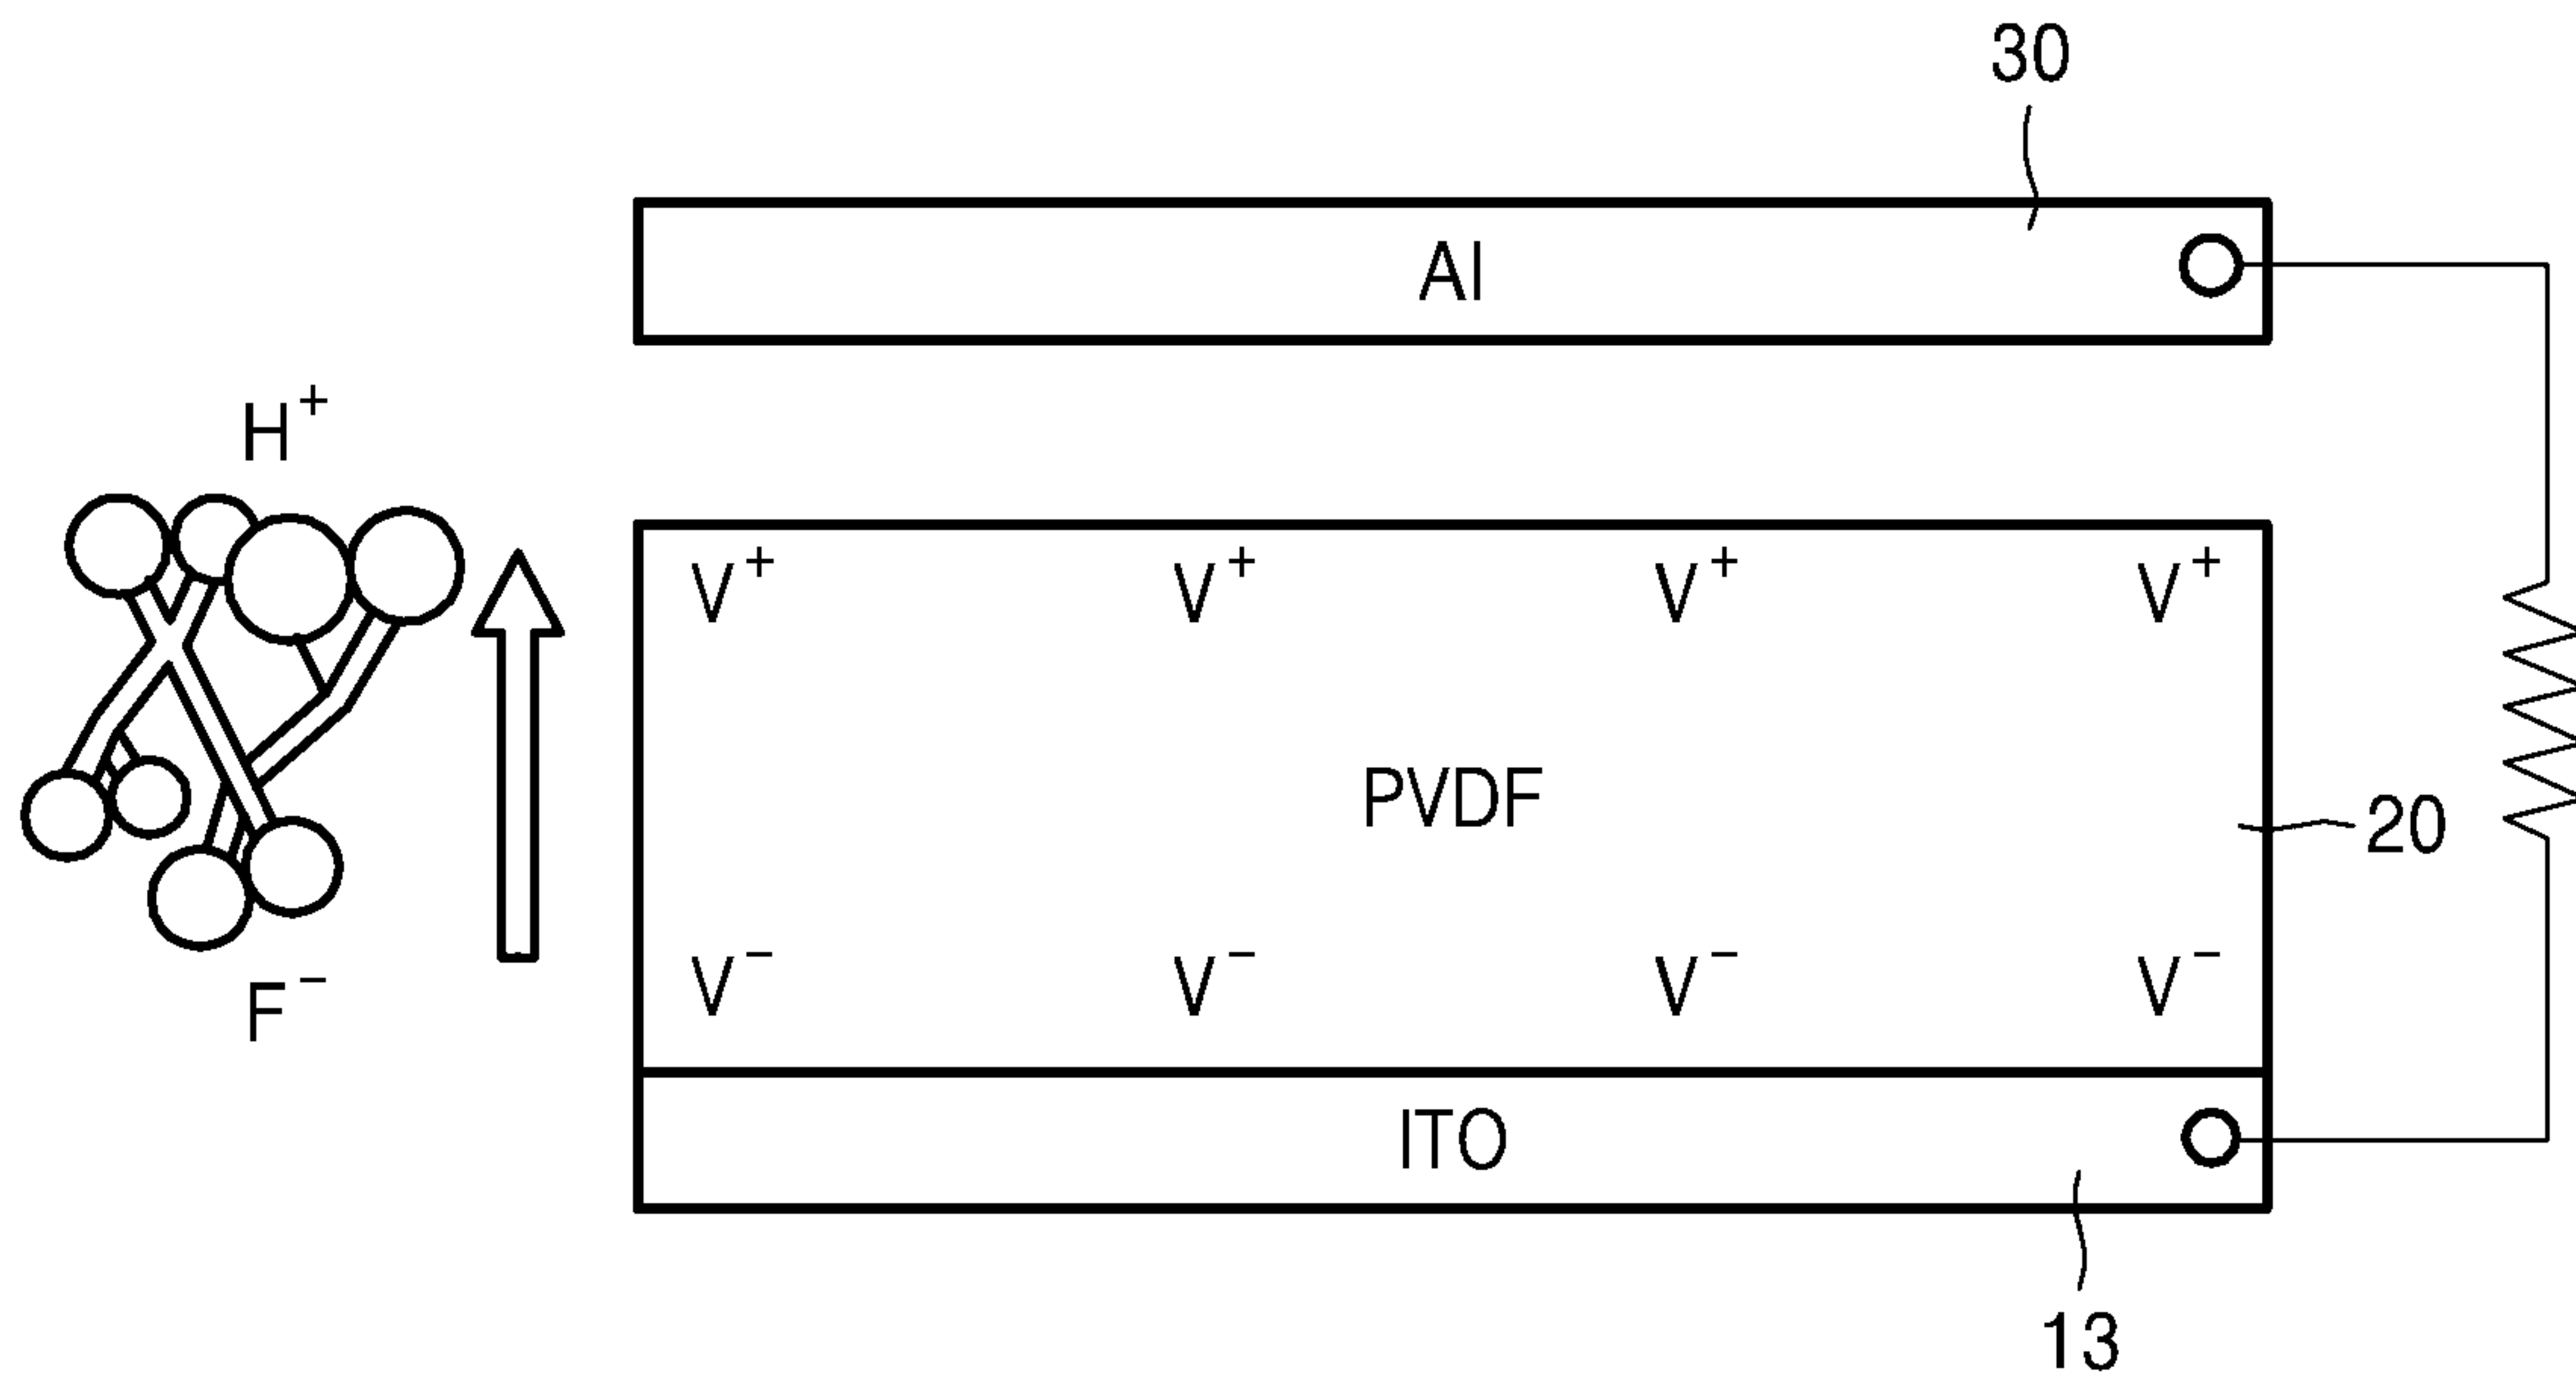 30
Al
H+
V+ V+ V+ V+
PVDF
20
V− V− V− V−
F−
ITO
13